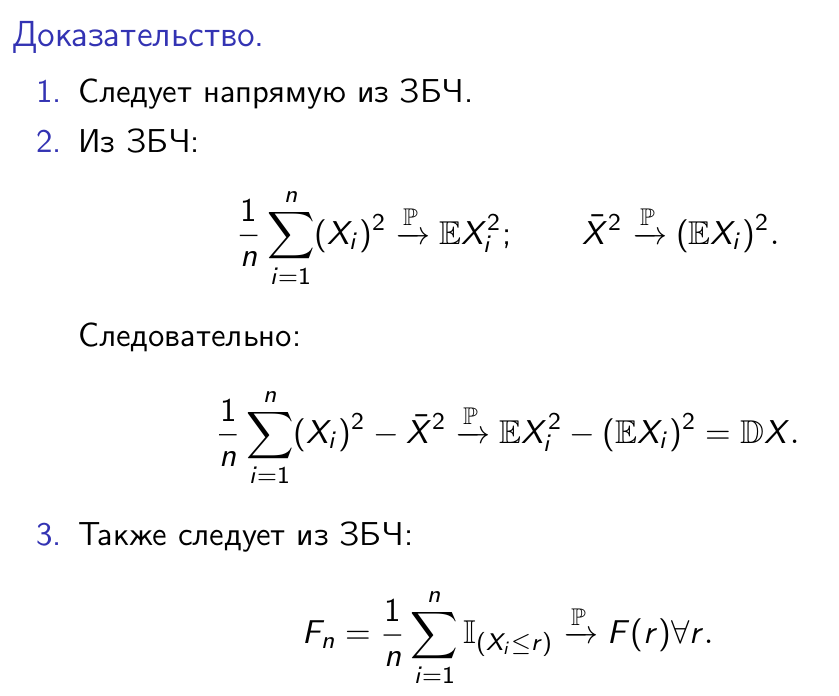 Доказательство.
1. Следует напрямую из ЗБЧ.
2. Из ЗБЧ:
$\frac{1}{n}\sum_{i=1}^{n}(X_i)^2 \xrightarrow{\mathbb{P}} \mathbb{E}X_i^2; \qquad \bar{X}^2 \xrightarrow{\mathbb{P}} (\mathbb{E}X_i)^2.$
Следовательно:
$\frac{1}{n}\sum_{i=1}^{n}(X_i)^2 - \bar{X}^2 \xrightarrow{\mathbb{P}} \mathbb{E}X_i^2 - (\mathbb{E}X_i)^2 = \mathbb{D}X.$
3. Также следует из ЗБЧ:
$F_n = \frac{1}{n}\sum_{i=1}^{n}\mathbb{I}_{(X_i \leq r)} \xrightarrow{\mathbb{P}} F(r) \forall r.$